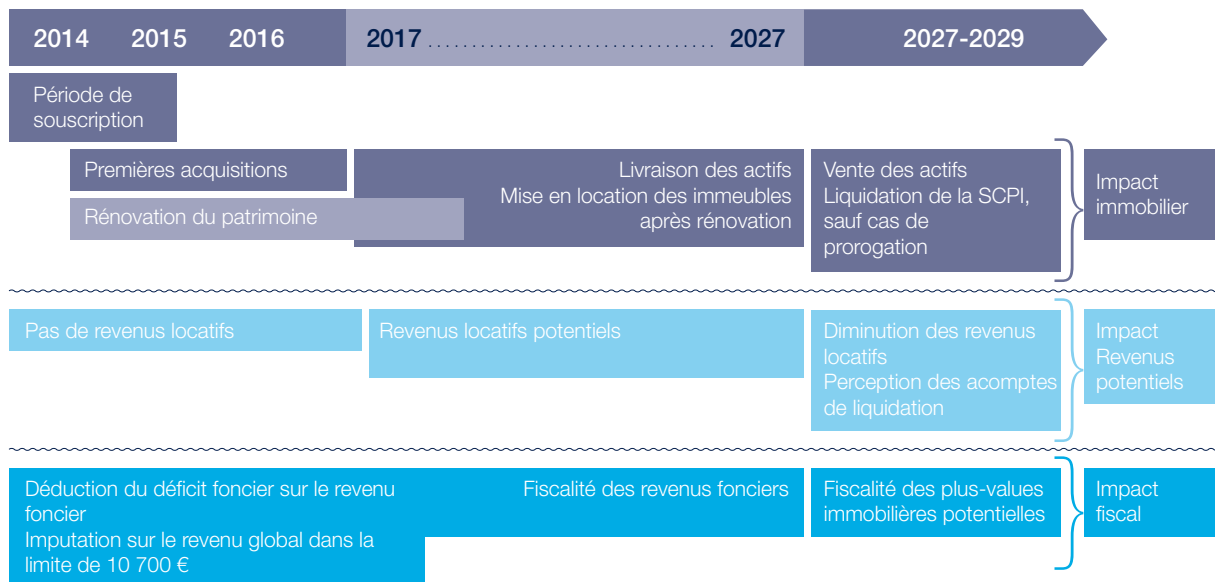 2014 2015 2016 2017 ................................... 2027 2027-2029
Période de
souscription
Premières acquisitions
Rénovation du patrimoine
Livraison des actifs
Mise en location des immeubles
après rénovation
Vente des actifs
Liquidation de la SCPI,
sauf cas de
prorogation
Impact
immobilier
Pas de revenus locatifs
Revenus locatifs potentiels
Diminution des revenus
locatifs
Perception des acomptes
de liquidation
Impact
Revenus
potentiels
Déduction du déficit foncier sur le revenu
foncier
Imputation sur le revenu global dans la
limite de 10 700 €
Fiscalité des revenus fonciers
Fiscalité des plus-values
immobilières potentielles
Impact
fiscal